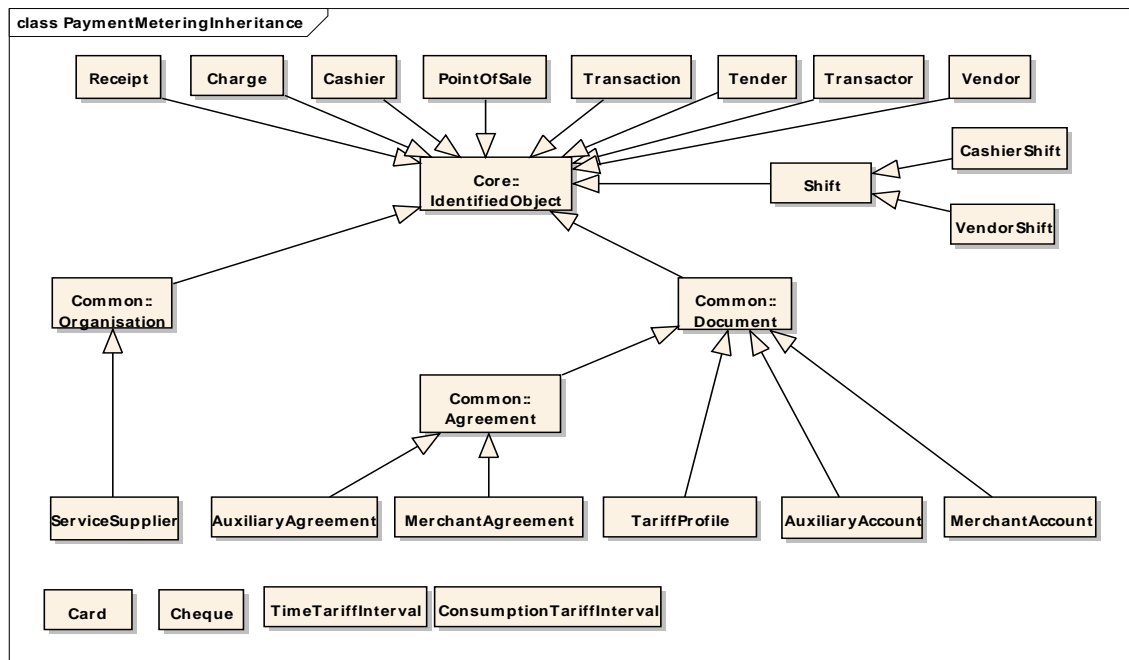 class PaymentMeteringInheritance
Receipt
Charge
Cashier
PointOfSale
Transaction
Tender
Transactor
Vendor
CashierShift
Core::
IdentifiedObject
Shift
VendorShift
Common::
Organisation
Common::
Document
Common::
Agreement
ServiceSupplier
AuxiliaryAgreement
MerchantAgreement
TariffProfile
AuxiliaryAccount
MerchantAccount
Card
Cheque
TimeTariffInterval
ConsumptionTariffInterval